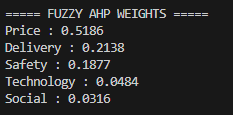 ===== FUZZY AHP WEIGHTS =====
Price : 0.5186
Delivery : 0.2138
Safety : 0.1877
Technology : 0.0484
Social : 0.0316